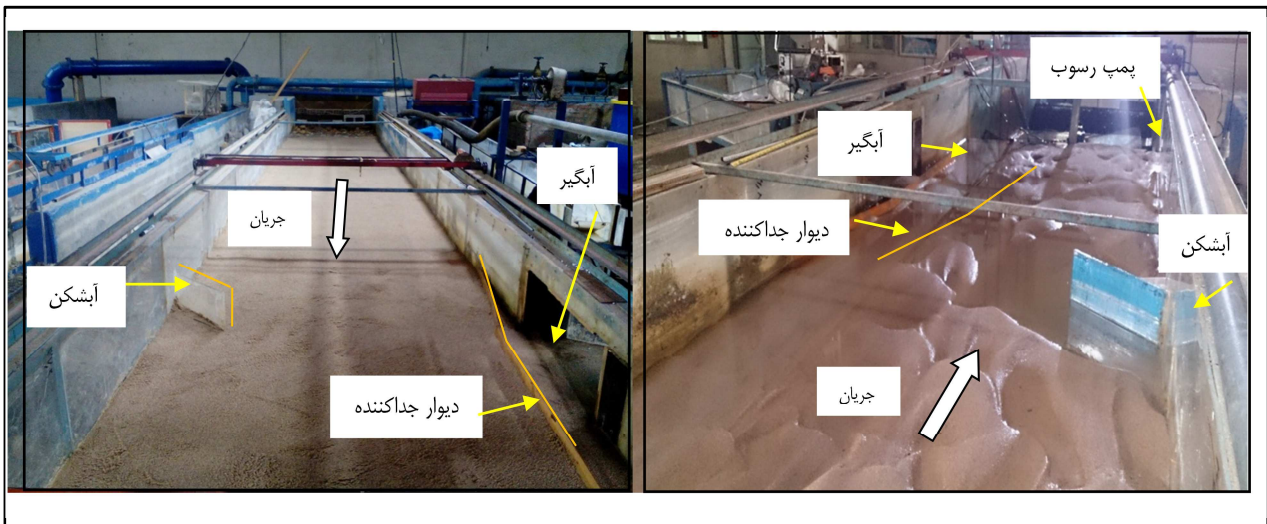 آبگیر
جریان
آبشکن
دیوار جداکننده
پمپ رسوب
آبگیر
دیوار جداکننده
آبشکن
جریان